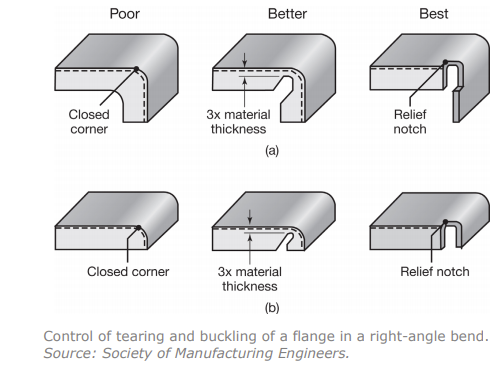 Poor
Better
Best
Closed
corner
3x material
thickness
Relief
notch
(a)
Closed corner
3x material
thickness
Relief notch
(b)
Control of tearing and buckling of a flange in a right-angle bend.
Source: Society of Manufacturing Engineers.